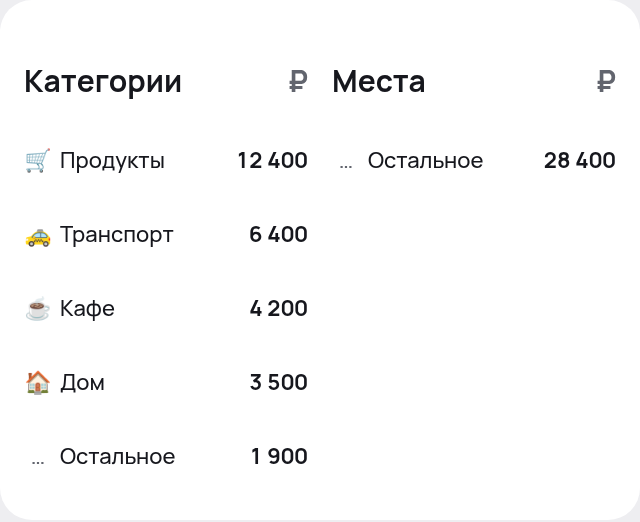 Категории ₽
🛒 Продукты 12 400
🚕 Транспорт 6 400
☕ Кафе 4 200
🏠 Дом 3 500
... Остальное 1 900
Места ₽
... Остальное 28 400